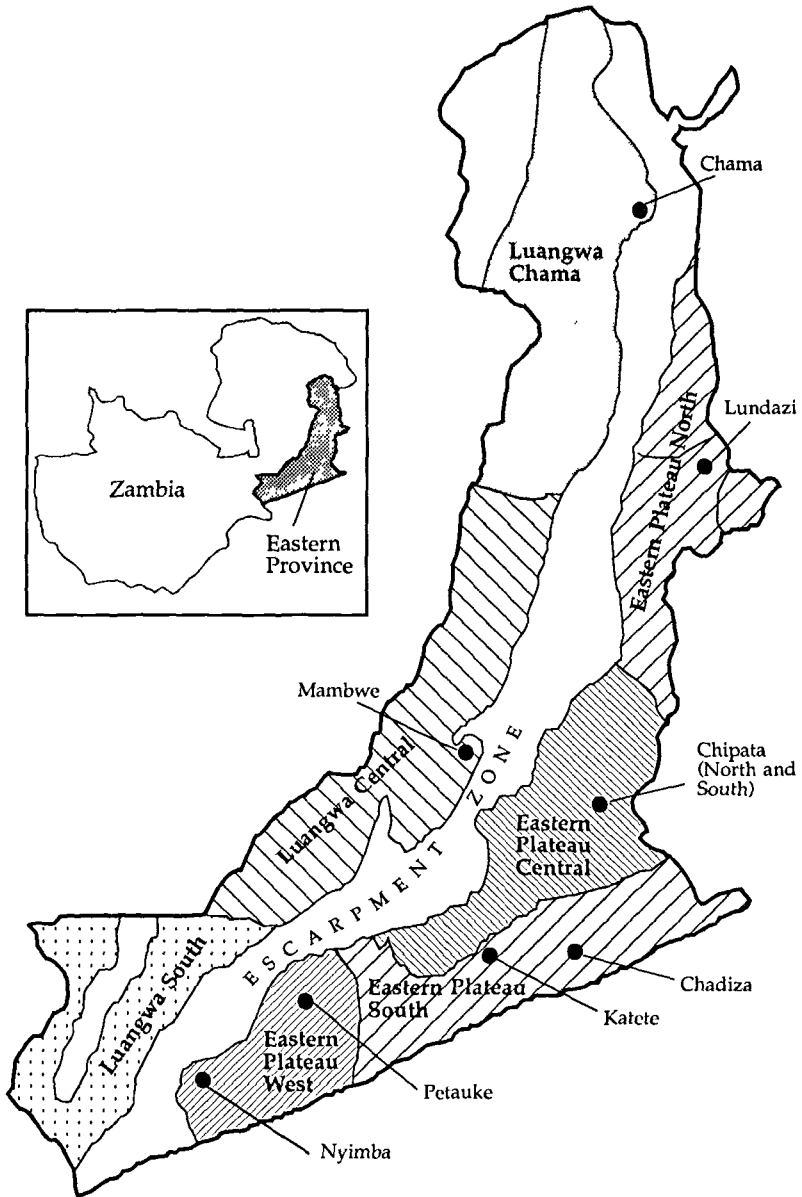 Chama
Luangwa
Chama
Lundazi
Eastern Plateau North
Zambia
Eastern
Province
Mambwe
Chipata
(North and
South)
Luangwa Central
Eastern
Plateau
Central
ESCARPMENT ZONE
Luangwa South
Eastern Plateau
South
Chadiza
Katete
Eastern
Plateau
West
Petauke
Nyimba